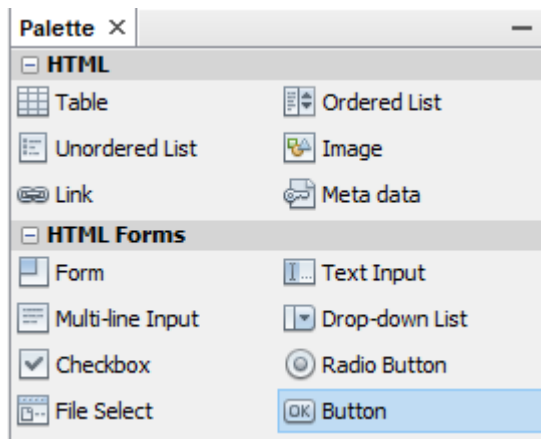 Palette
HTML
Table Ordered List
Unordered List Image
Link Meta data
HTML Forms
Form Text Input
Multi-line Input Drop-down List
Checkbox Radio Button
File Select OK Button